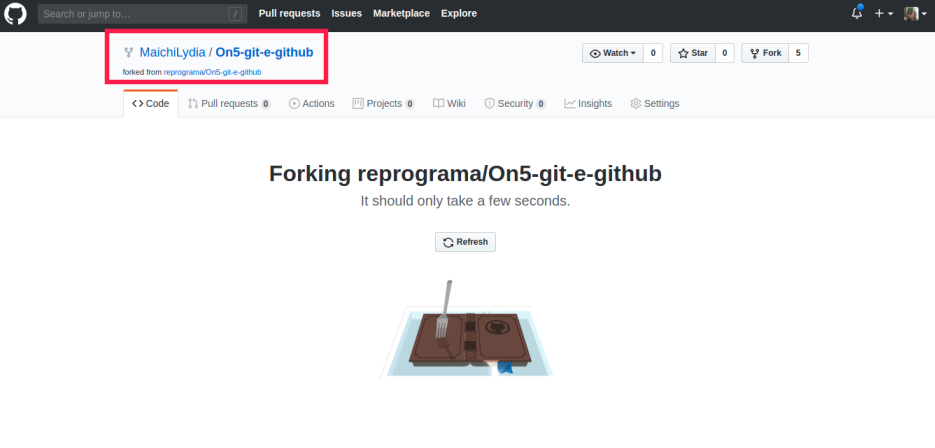 Search or jump to… / Pull requests Issues Marketplace Explore
MaichiLydia / On5-git-e-github Watch 0 Star 0 Fork 5
forked from reprograma/On5-git-e-github
Code Pull requests 0 Actions Projects 0 Wiki Security 0 Insights Settings
Forking reprograma/On5-git-e-github
It should only take a few seconds.
Refresh